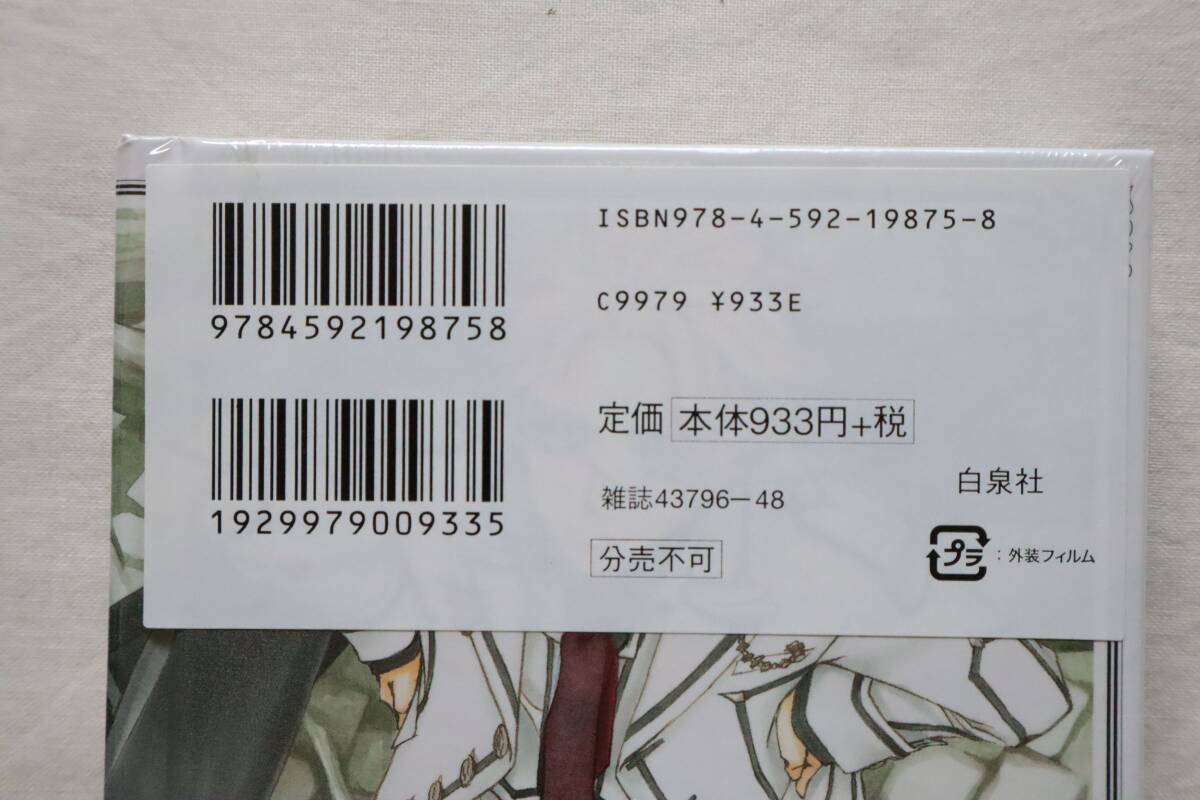 9784592198758
1929979009335
ISBN978-4-592-19875-8
C9979 ¥933E
定価 本体933円+税
雑誌43796-48
分売不可
白泉社
プラ : 外装フィルム